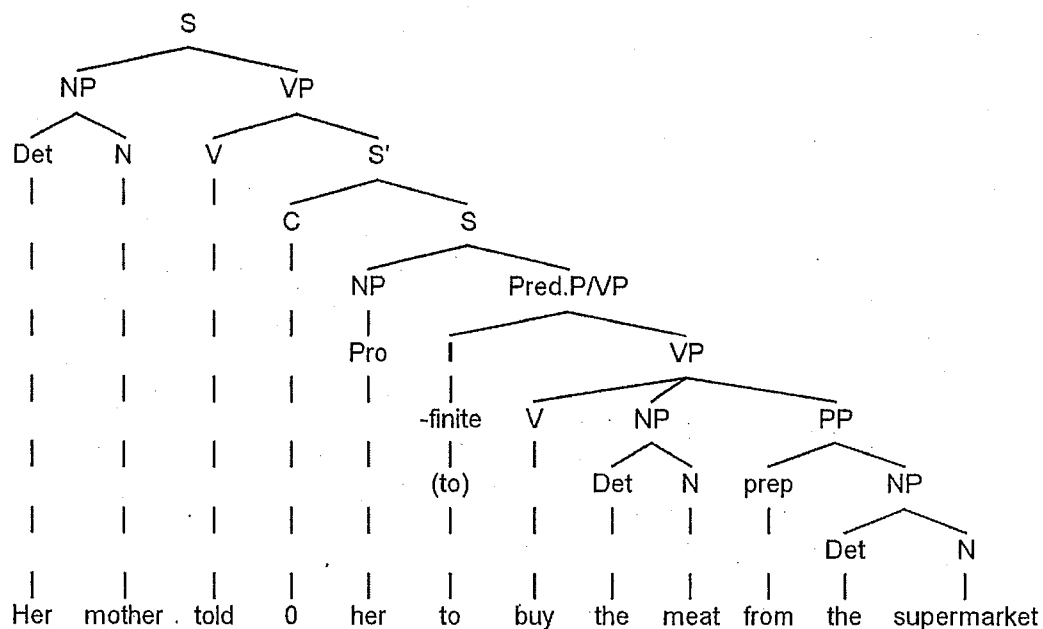 S
NP VP
Det N V S'
C S
NP Pred.P/VP
Pro I VP
-finite V NP PP
(to) Det N prep NP
Det N
Her mother told 0 her to buy the meat from the supermarket